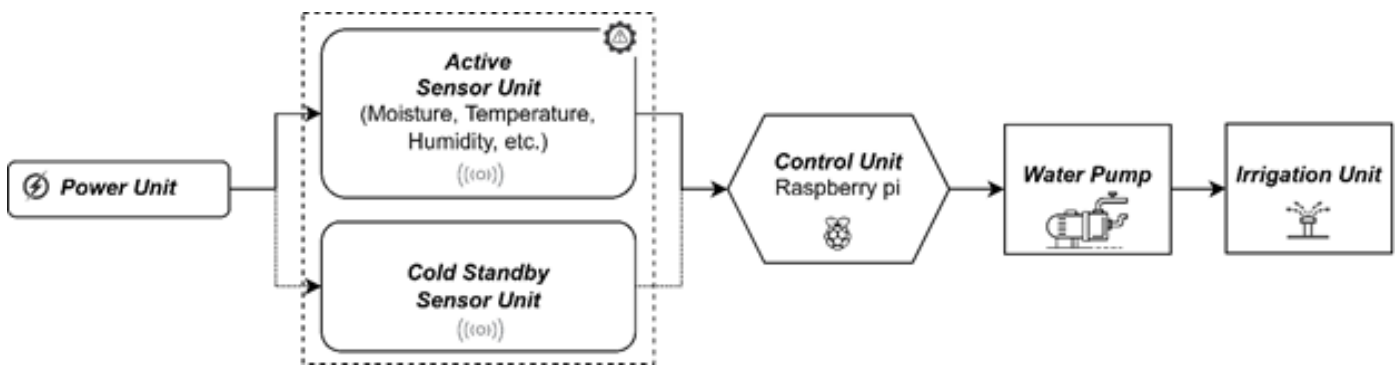 Power Unit
Active
Sensor Unit
(Moisture, Temperature,
Humidity, etc.)
Cold Standby
Sensor Unit
Control Unit
Raspberry pi
Water Pump
Irrigation Unit